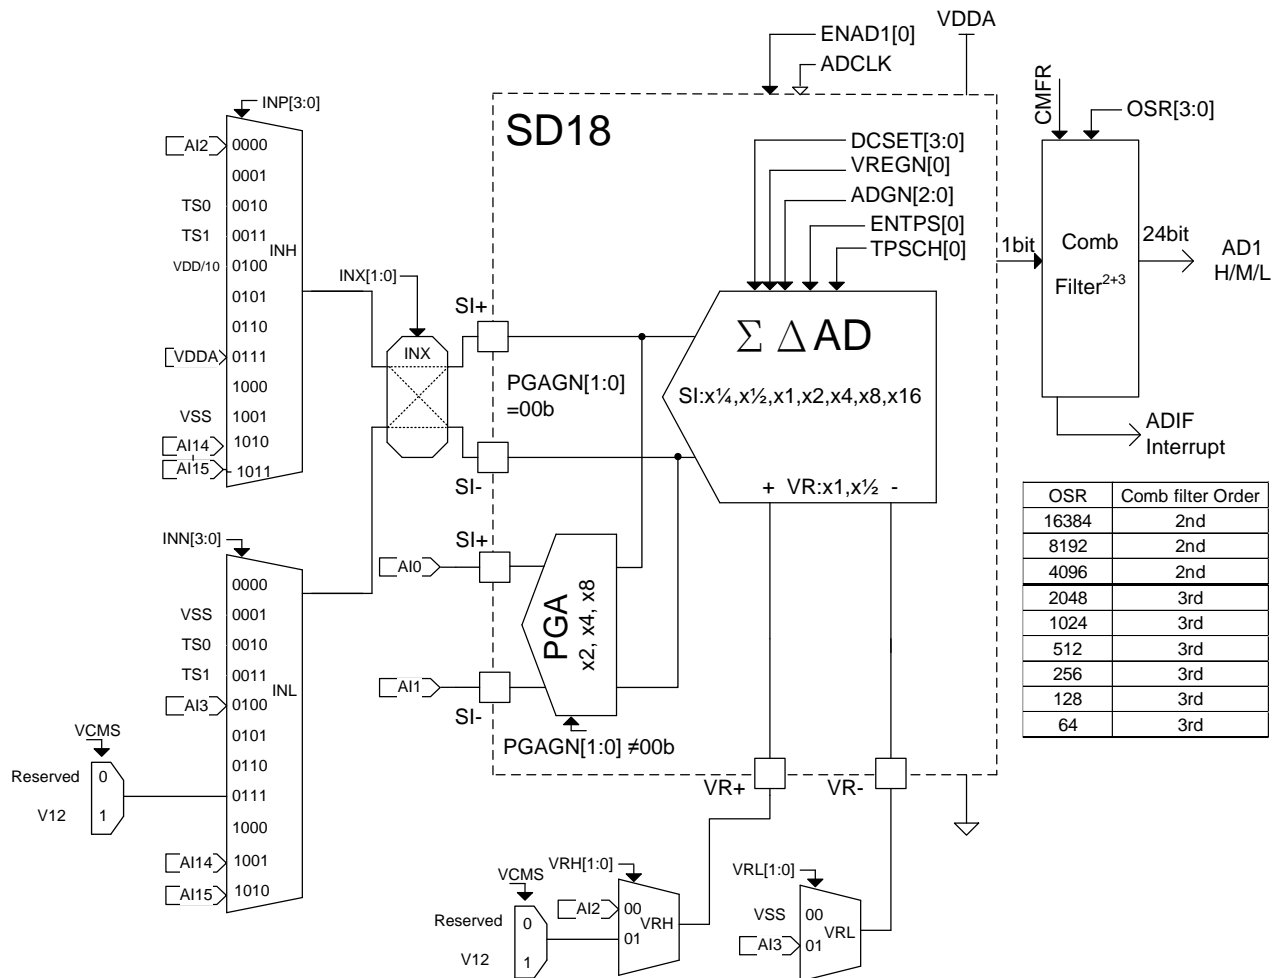 ENAD1[0]
ADCLK
VDDA
CMFR
OSR[3:0]
SD18
DCSET[3:0]
VREGN[0]
ADGN[2:0]
ENTPS[0]
TPSCH[0]
INP[3:0]
AI2 0000
0001
TS0 0010
TS1 0011
INH
VDD/10 0100
0101
0110
VDDA 0111
1000
VSS 1001
AI14 1010
AI15 1011
INX[1:0]
INX
SI+
SI-
PGAGN[1:0]
=00b
Σ Δ AD
SI:x¼,x½,x1,x2,x4,x8,x16
+ VR:x1,x½ -
1bit
Comb
Filter2+3
24bit
AD1
H/M/L
ADIF
Interrupt
OSR Comb filter Order
16384 2nd
8192 2nd
4096 2nd
2048 3rd
1024 3rd
512 3rd
256 3rd
128 3rd
64 3rd
INN[3:0]
0000
VSS 0001
TS0 0010
TS1 0011
INL
AI3 0100
0101
0110
0111
1000
AI14 1001
AI15 1010
VCMS
Reserved 0
V12 1
SI+
AI0
PGA
x2, x4, x8
AI1
SI-
PGAGN[1:0] ≠00b
VR+
VR-
VCMS
Reserved 0
V12 1
VRH[1:0]
AI2 00
VRH
01
VRL[1:0]
VSS 00
VRL
AI3 01